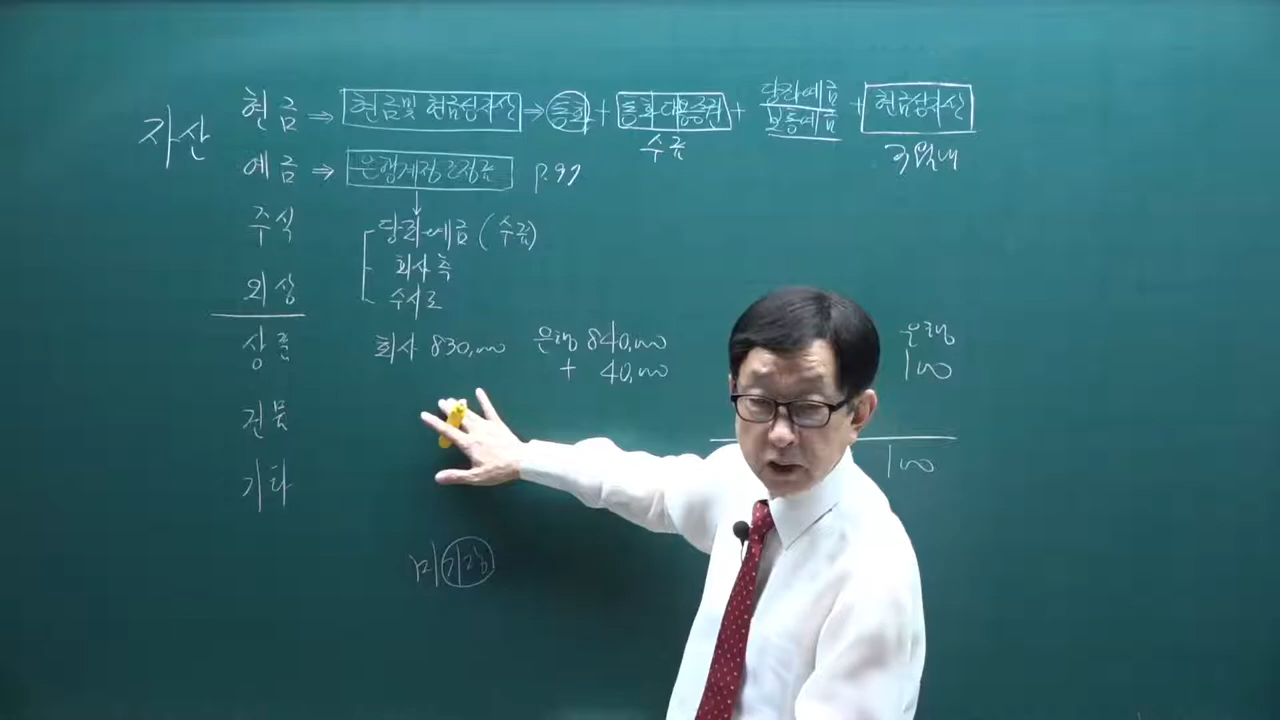 자산
현금 ⇒ 현금및 현금성자산 ⇒ 통화 + 통화대용증권 + 당좌예금 보통예금 + 현금성자산
수표
3월내
예금 ⇒ 은행계정조정표 P.97
주식
당좌예금 (수표)
회사측
외상
수시로
상품
회사 830,000 은행 840,000
은행
+ 40,000
100
건물
100
기타
미기장